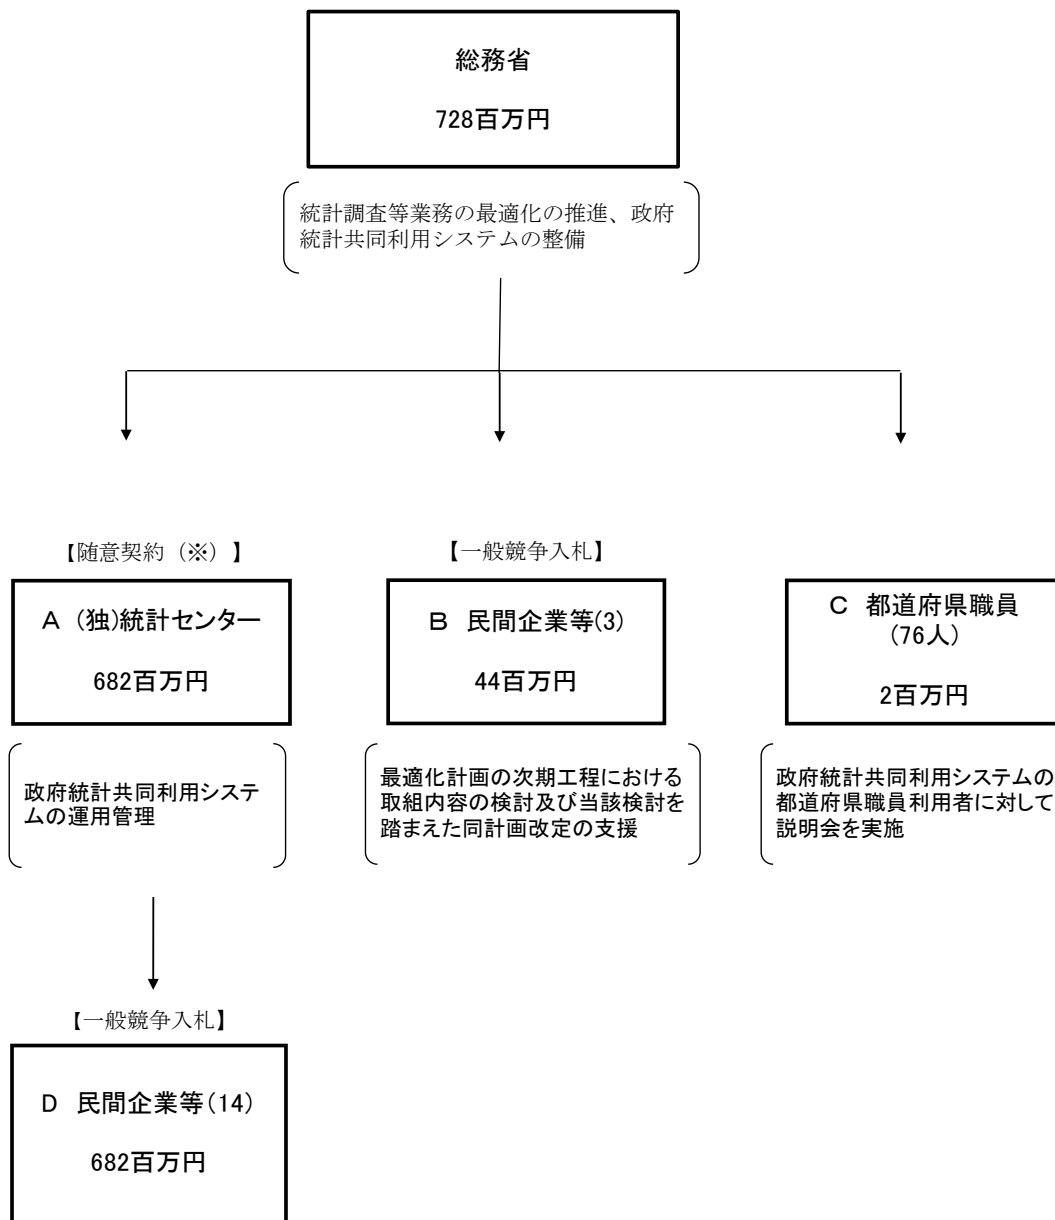 総務省
728百万円
統計調査等業務の最適化の推進、政府
統計共同利用システムの整備
【随意契約（※）】
A （独）統計センター
682百万円
政府統計共同利用システ
ムの運用管理
【一般競争入札】
B 民間企業等(3)
44百万円
最適化計画の次期工程における
取組内容の検討及び当該検討を
踏まえた同計画改定の支援
C 都道府県職員
(76人)
2百万円
政府統計共同利用システムの
都道府県職員利用者に対して
説明会を実施
【一般競争入札】
D 民間企業等（14）
682百万円